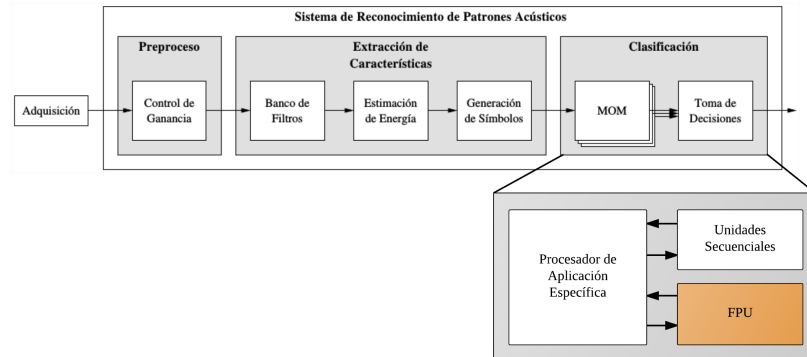 Sistema de Reconocimiento de Patrones Acústicos
Preproceso
Extracción de
Características
Clasificación
Adquisición
Control de
Ganancia
Banco de
Filtros
Estimación
de Energía
Generación
de Símbolos
MOM
Toma de
Decisiones
Procesador de
Aplicación
Específica
Unidades
Secuenciales
FPU